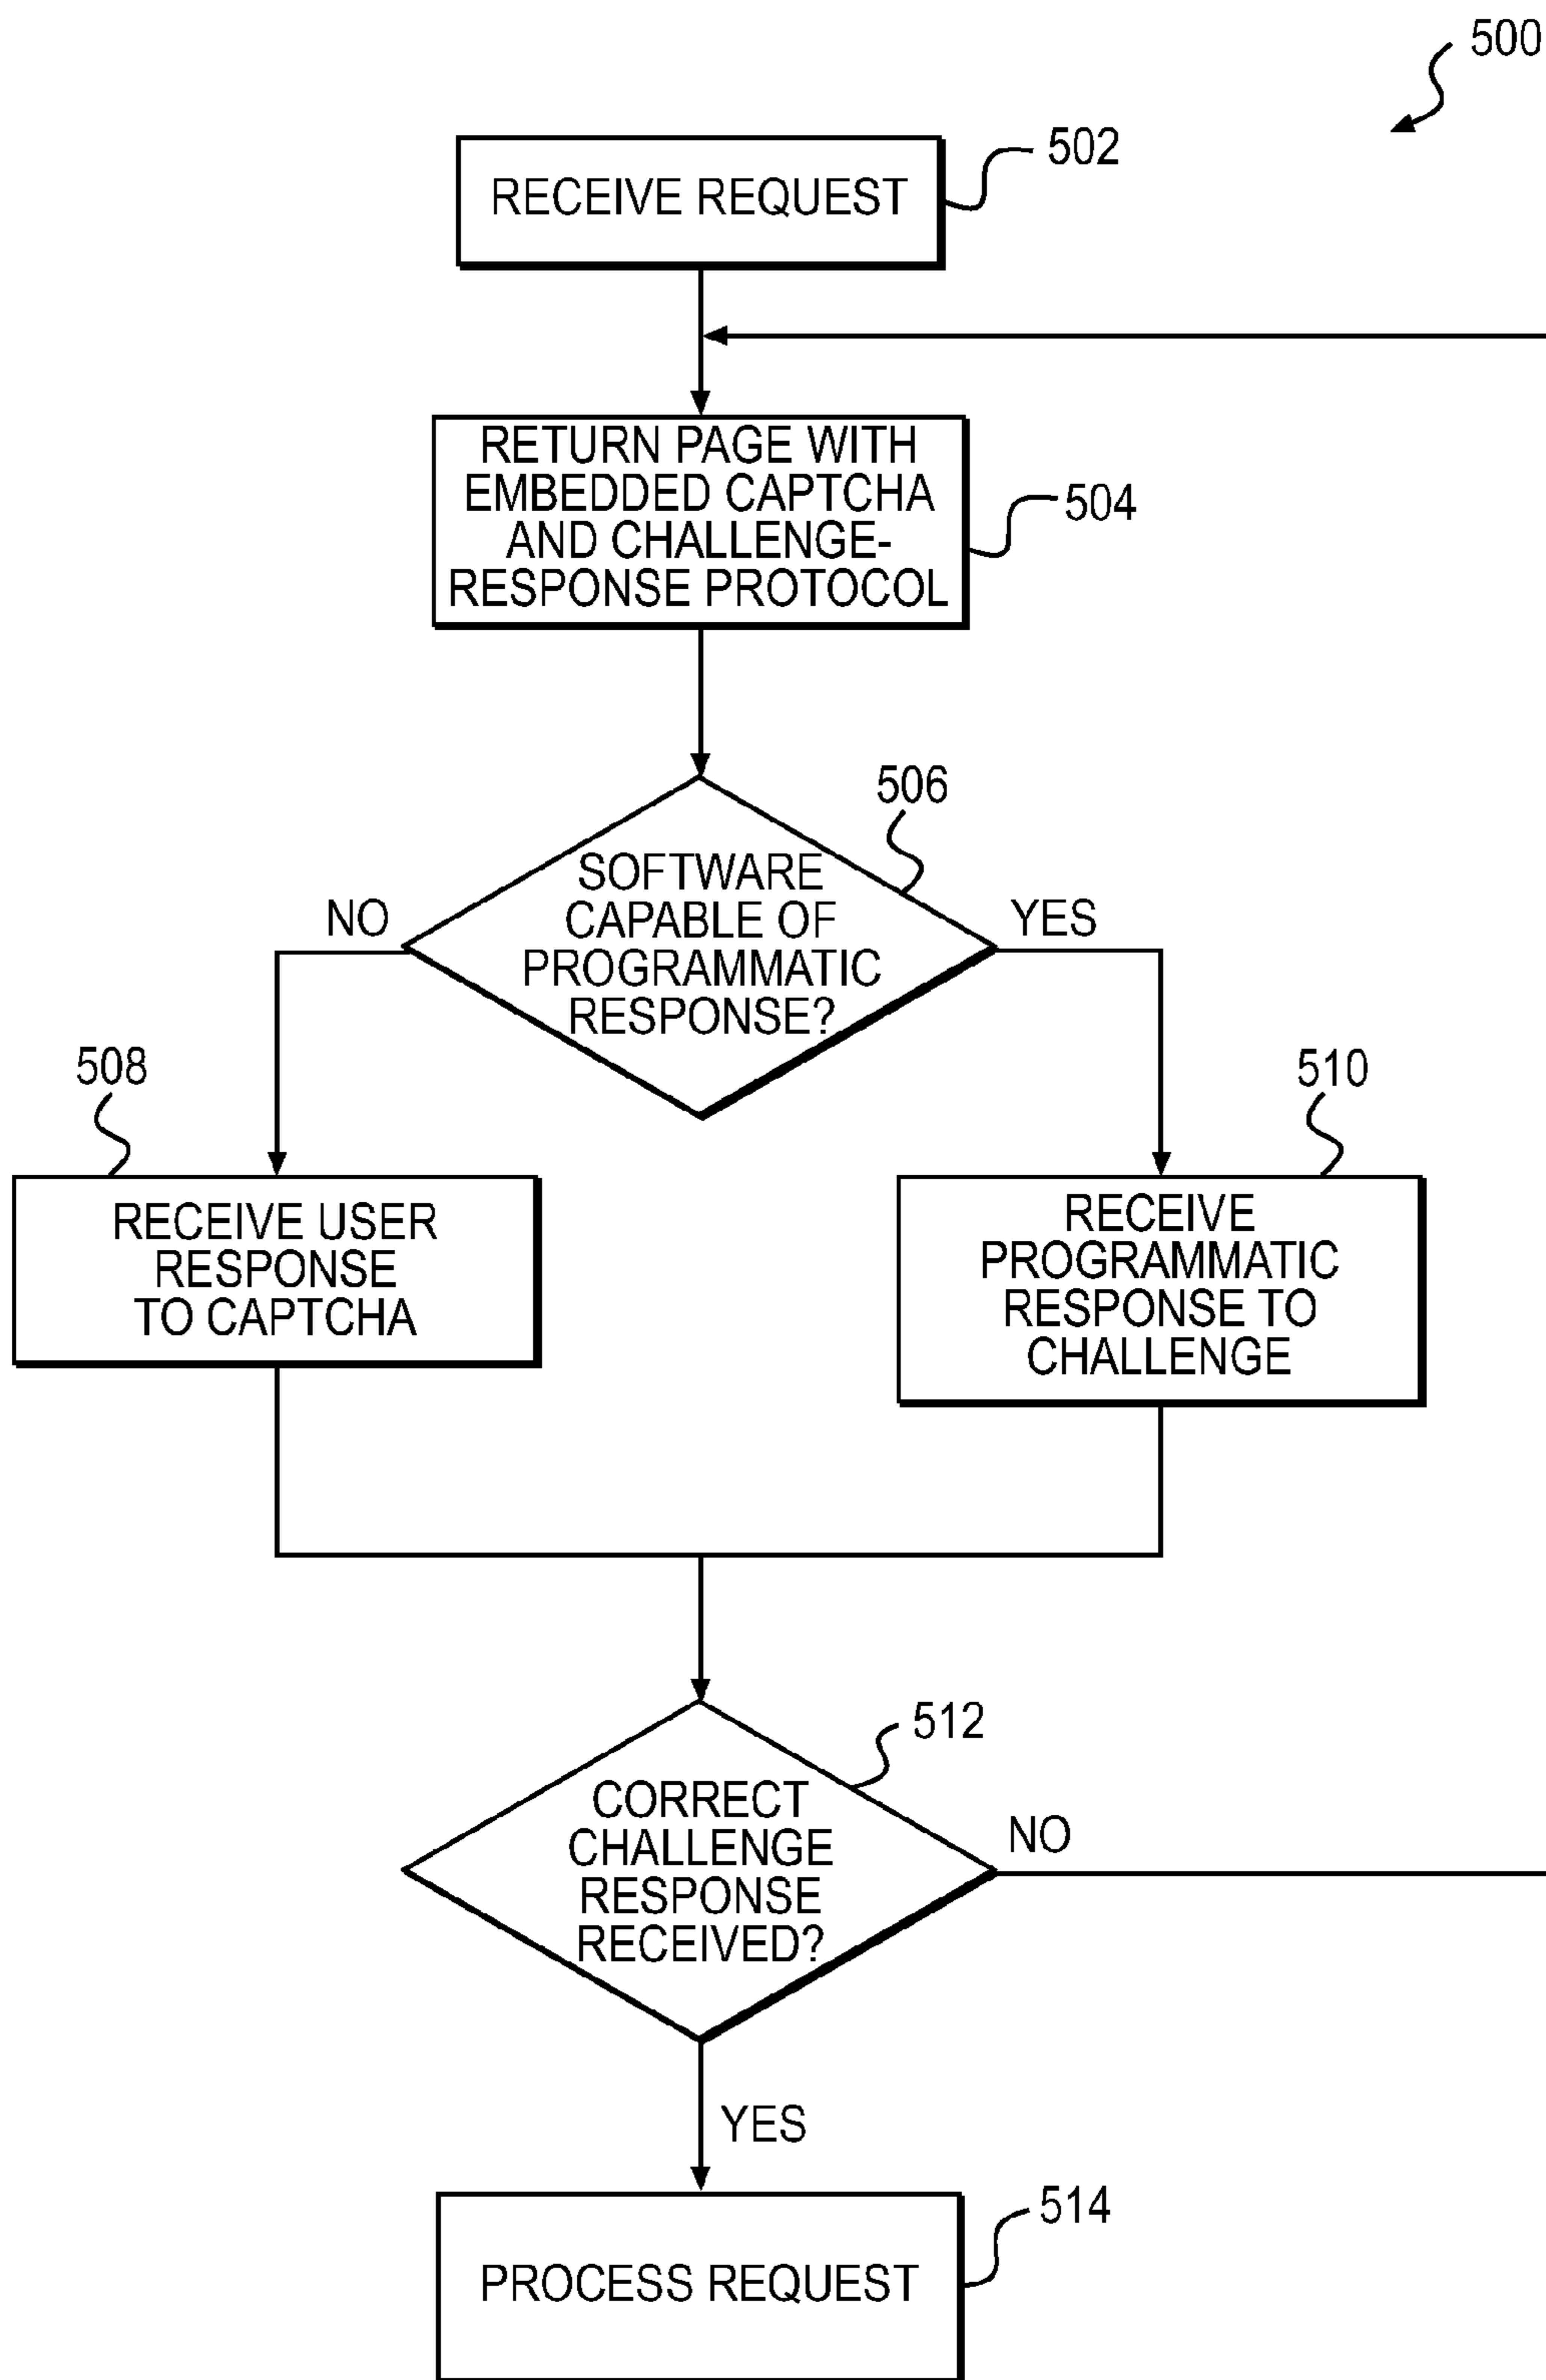 500
502
RECEIVE REQUEST
RETURN PAGE WITH
EMBEDDED CAPTCHA
AND CHALLENGE-
RESPONSE PROTOCOL
504
506
SOFTWARE
CAPABLE OF
PROGRAMMATIC
RESPONSE?
NO
YES
508
510
RECEIVE USER
RESPONSE
TO CAPTCHA
RECEIVE
PROGRAMMATIC
RESPONSE TO
CHALLENGE
512
CORRECT
CHALLENGE
RESPONSE
RECEIVED?
NO
YES
514
PROCESS REQUEST